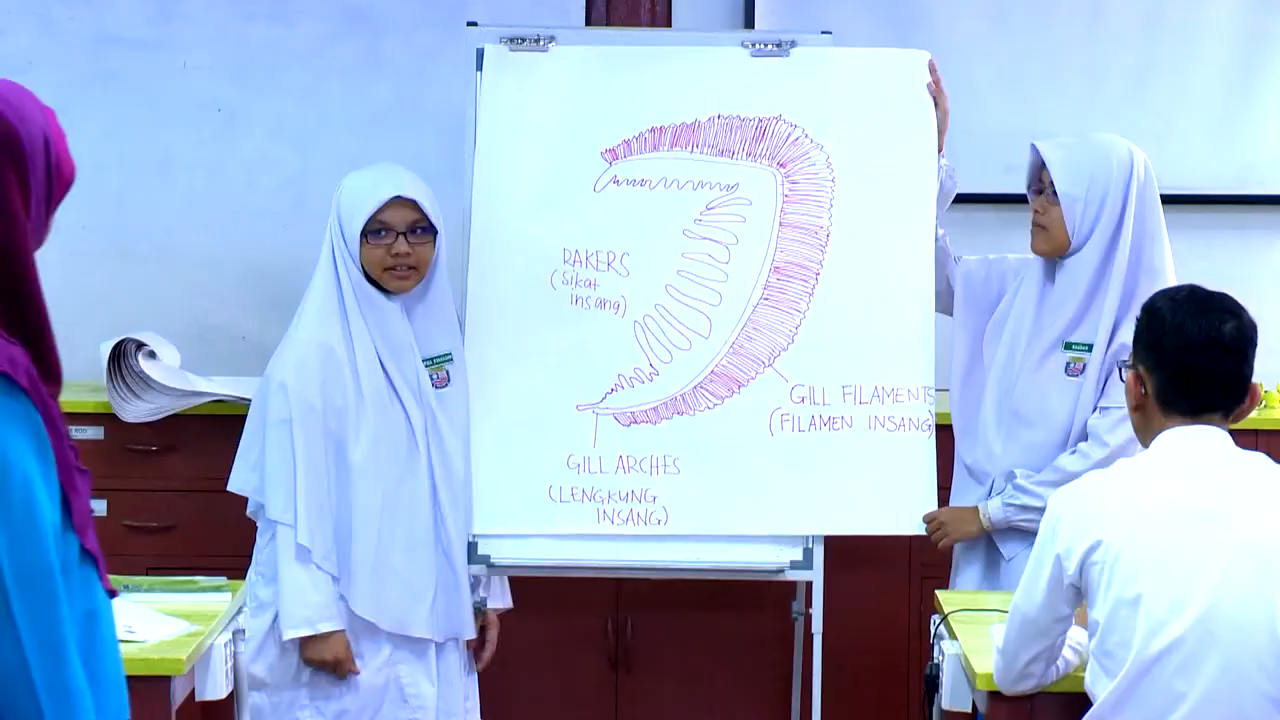 RAKERS
(Sikat
insang)
GILL FILAMENTS
(FILAMEN INSANG)
GILL ARCHES
(LENGKUNG
INSANG)